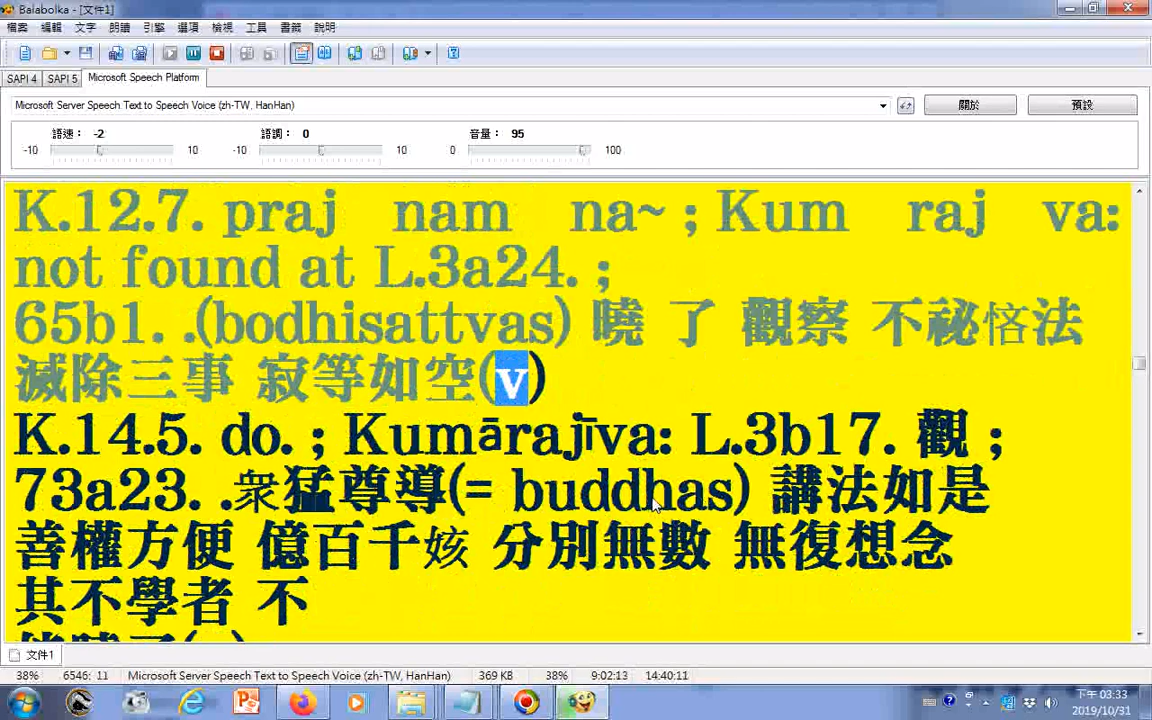 Balabolka - [文件1]
檔案 編輯 文字 朗讀 引擎 選項 檢視 工具 書籤 說明
SAPI 4 SAPI 5 Microsoft Speech Platform
Microsoft Server Speech Text to Speech Voice (zh-TW, HanHan) 關於 預設
語速： -2 語調： 0 音量： 95
-10 10 -10 10 0 100
K.12.7. praj nam na~ ; Kum raj va:
not found at L.3a24. ;
65b1. .(bodhisattvas) 曉 了 觀察 不祕悋法
滅除三事 寂等如空(v)
K.14.5. do. ; Kumārajīva: L.3b17. 觀 ;
73a23. .衆猛尊導(= buddhas) 講法如是
善權方便 億百千姟 分別無數 無復想念
其不學者 不
文件1
38% 6546: 11 Microsoft Server Speech Text to Speech Voice (zh-TW, HanHan) 369 KB 38% 9:02:13 14:40:11
下午 03:33
2019/10/31